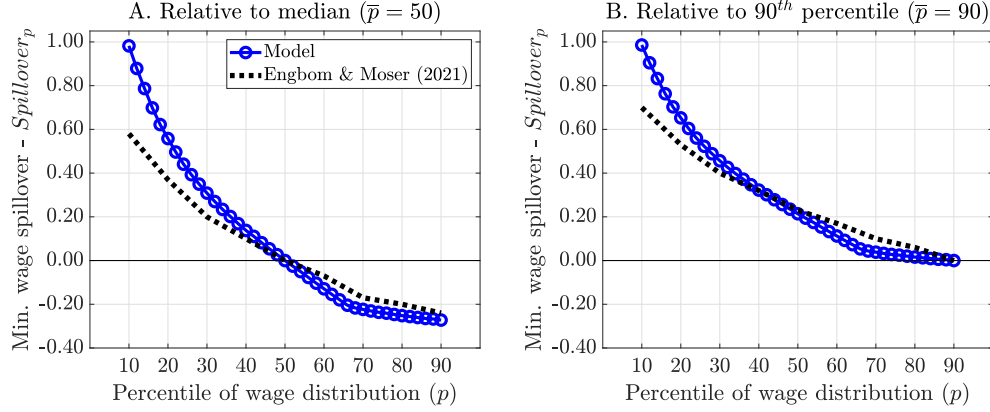 A. Relative to median (p̅ = 50)
Min. wage spillover - Spillover_p
1.00
0.80
0.60
0.40
0.20
0.00
-0.20
-0.40
Model
Engbom & Moser (2021)
10 20 30 40 50 60 70 80 90
Percentile of wage distribution (p)
B. Relative to 90^th percentile (p̅ = 90)
Min. wage spillover - Spillover_p
1.00
0.80
0.60
0.40
0.20
0.00
-0.20
-0.40
10 20 30 40 50 60 70 80 90
Percentile of wage distribution (p)